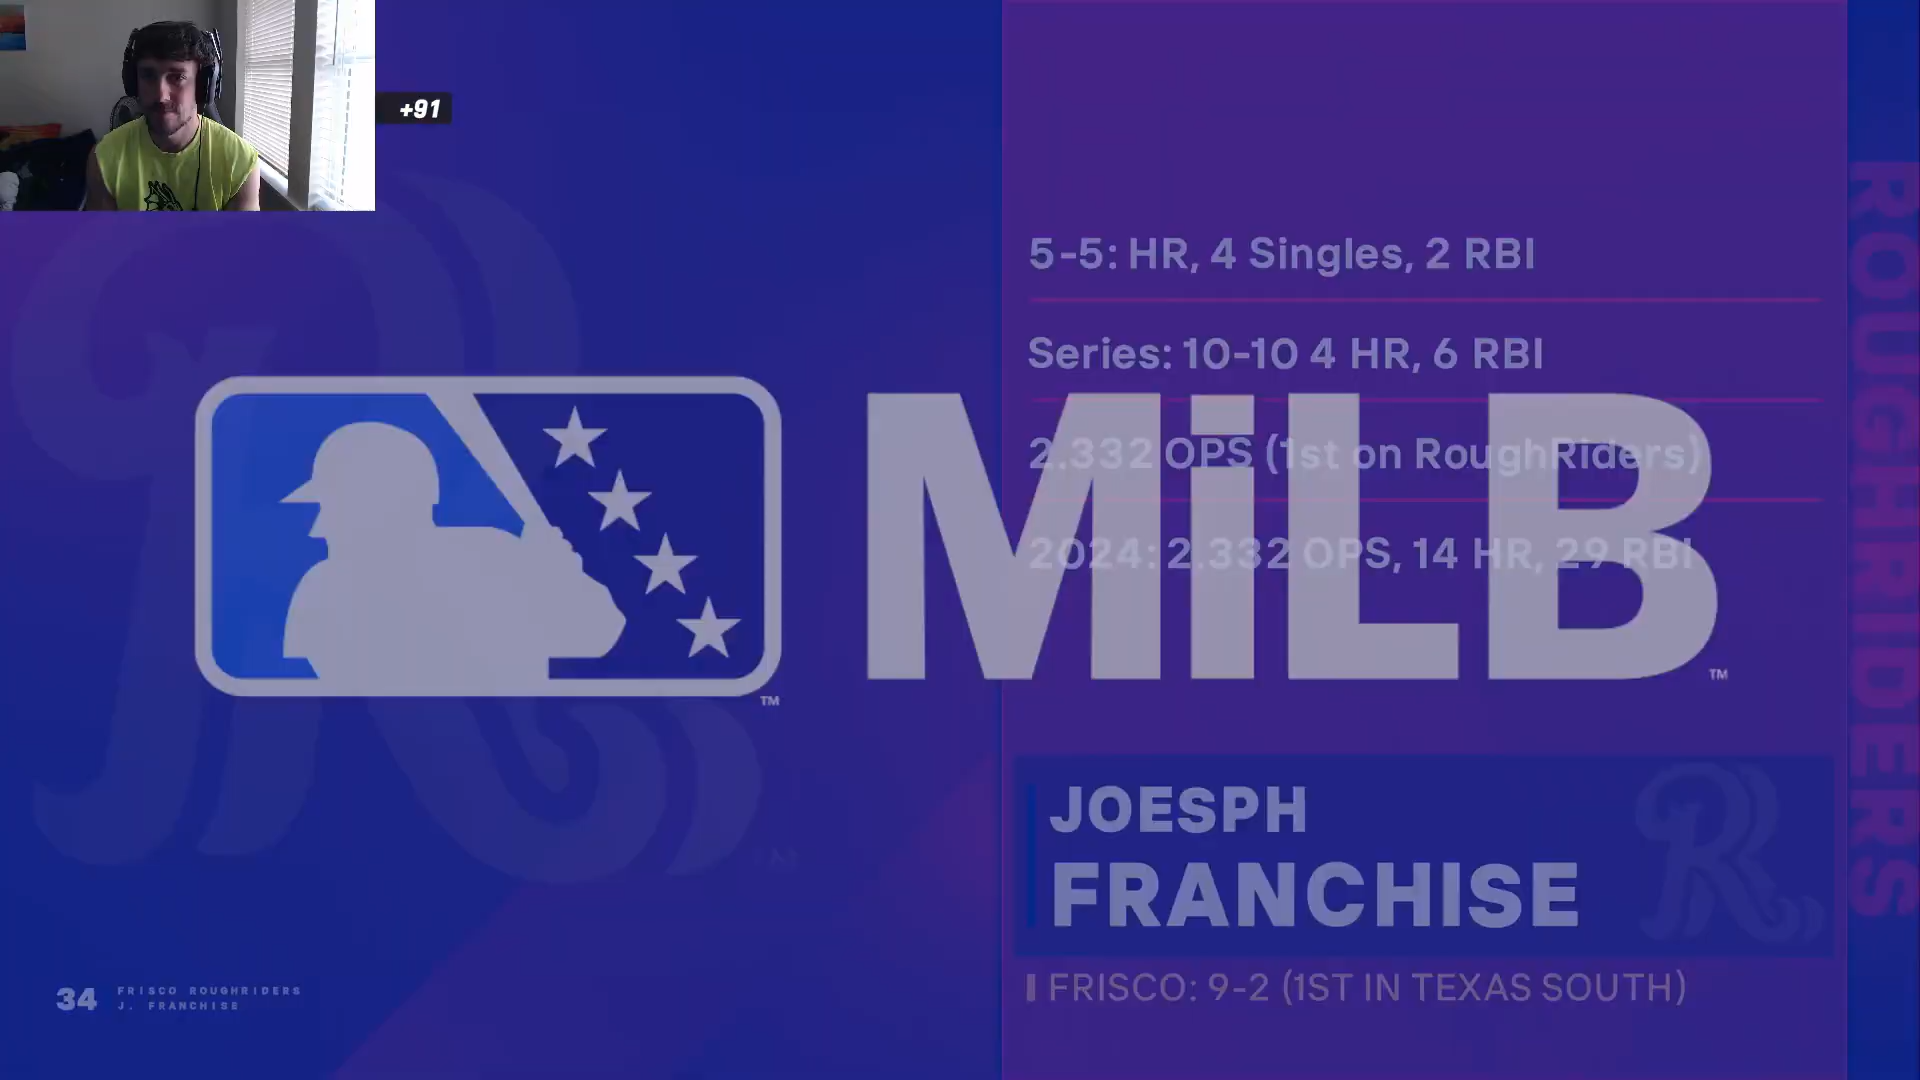 +91
5-5: HR, 4 Singles, 2 RBI
Series: 10-10 4 HR, 6 RBI
2.332 OPS (1st on RoughRiders)
2024: 2.332 OPS, 14 HR, 29 RBI
MiLB™
TM
JOESPH
FRANCHISE
FRISCO: 9-2 (1ST IN TEXAS SOUTH)
34
FRISCO ROUGHRIDERS
J. FRANCHISE
ROUGHRIDERS